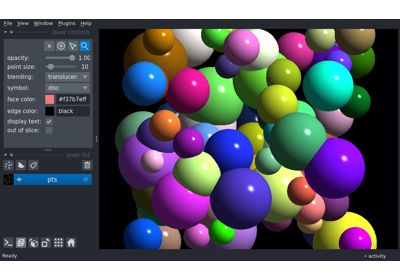 File View Window Plugins Help
layer controls
opacity: 1.00
point size: 10
blending: translucen
symbol: disc
face color: #f37b7eff
edge color: black
display text: ✓
out of slice:
layer list
pts
Ready
activity